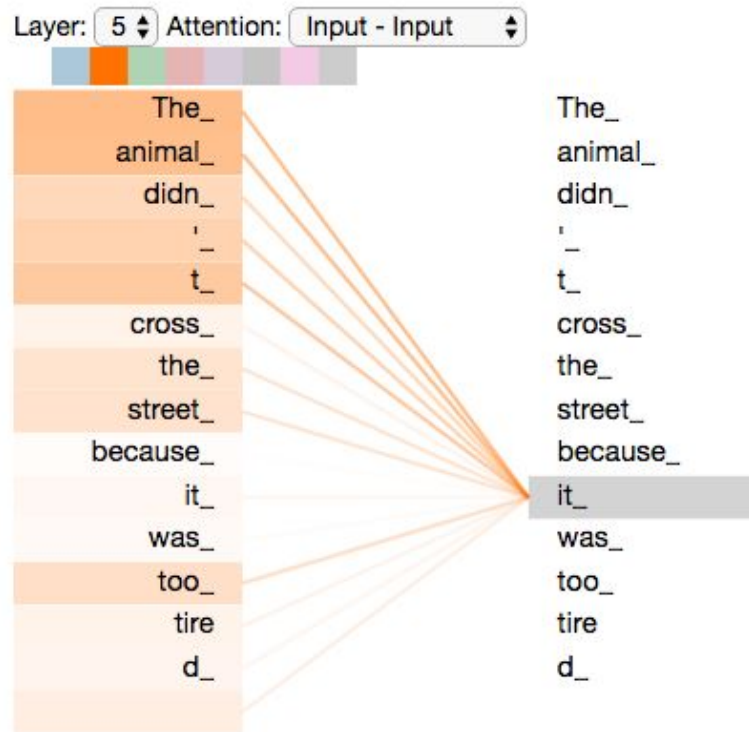 Layer: 5 Attention: Input - Input
The_ The_
animal_ animal_
didn_ didn_
'_ '_
t_ t_
cross_ cross_
the_ the_
street_ street_
because_ because_
it_ it_
was_ was_
too_ too_
tire tire
d_ d_